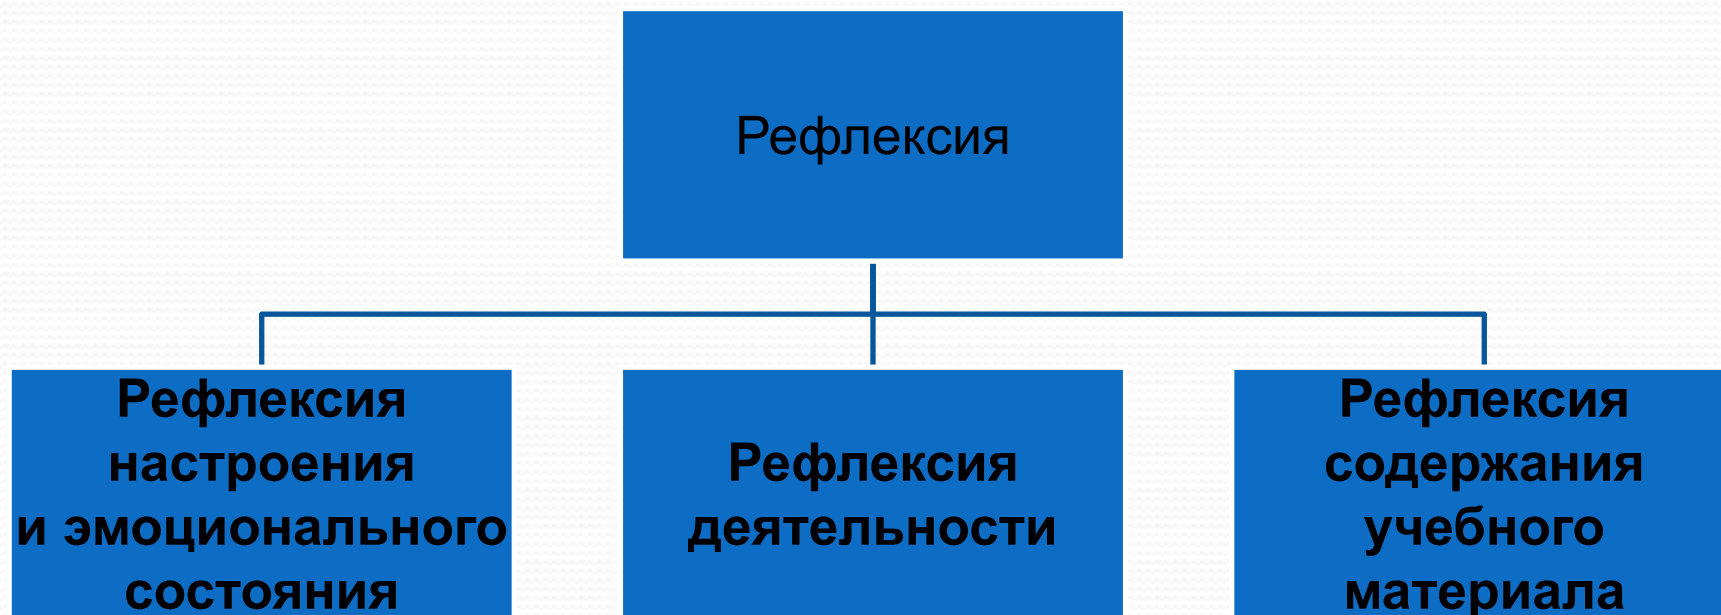 Рефлексия
Рефлексия
настроения
и эмоционального
состояния
Рефлексия
деятельности
Рефлексия
содержания
учебного
материала